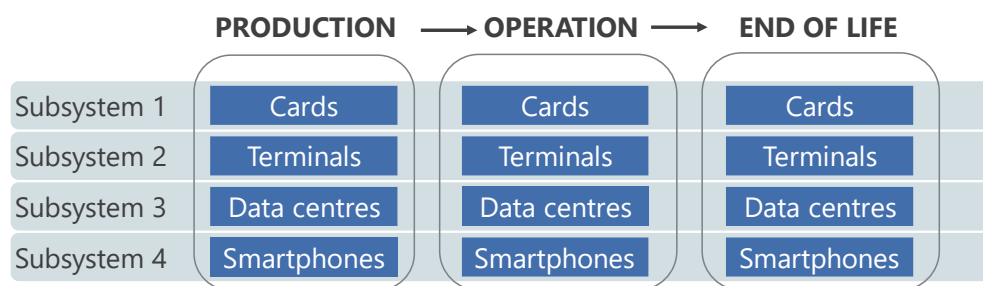 PRODUCTION OPERATION END OF LIFE
Subsystem 1 Cards Cards Cards
Subsystem 2 Terminals Terminals Terminals
Subsystem 3 Data centres Data centres Data centres
Subsystem 4 Smartphones Smartphones Smartphones